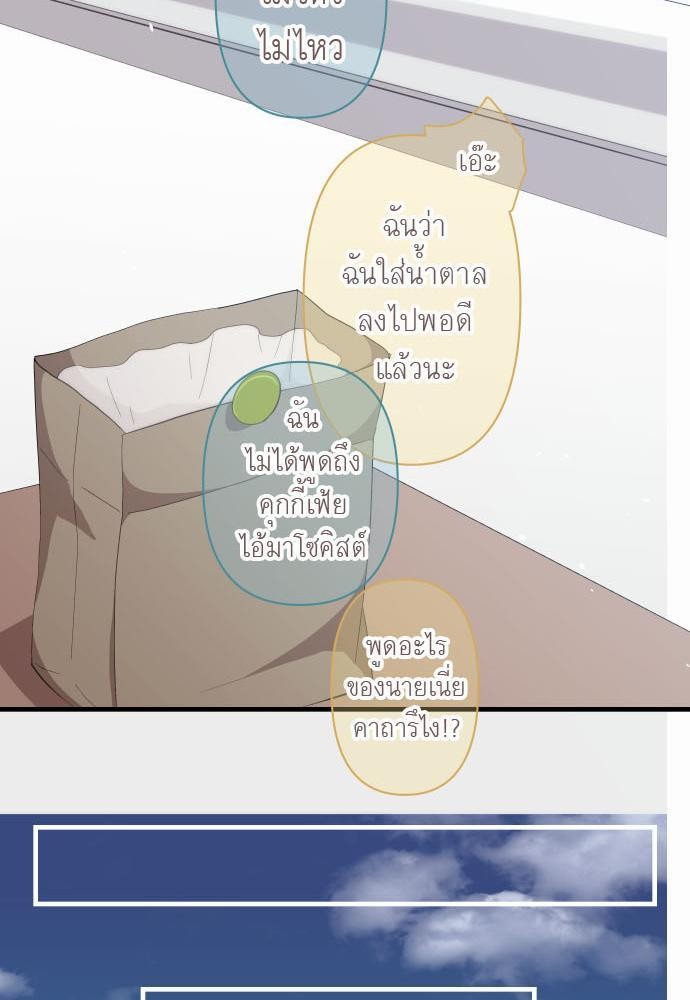 ไม่ไหว
เอ๊ะ
ฉันว่า
ฉันใส่น้ำตาล
ลงไปพอดี
แล้วนะ
ฉัน
ไม่ได้พูดถึง
คุกกี้เฟ้ย
ไอ้มาโซคิสต์
พูดอะไร
ของนายเนี่ย
คาถารึไง!?